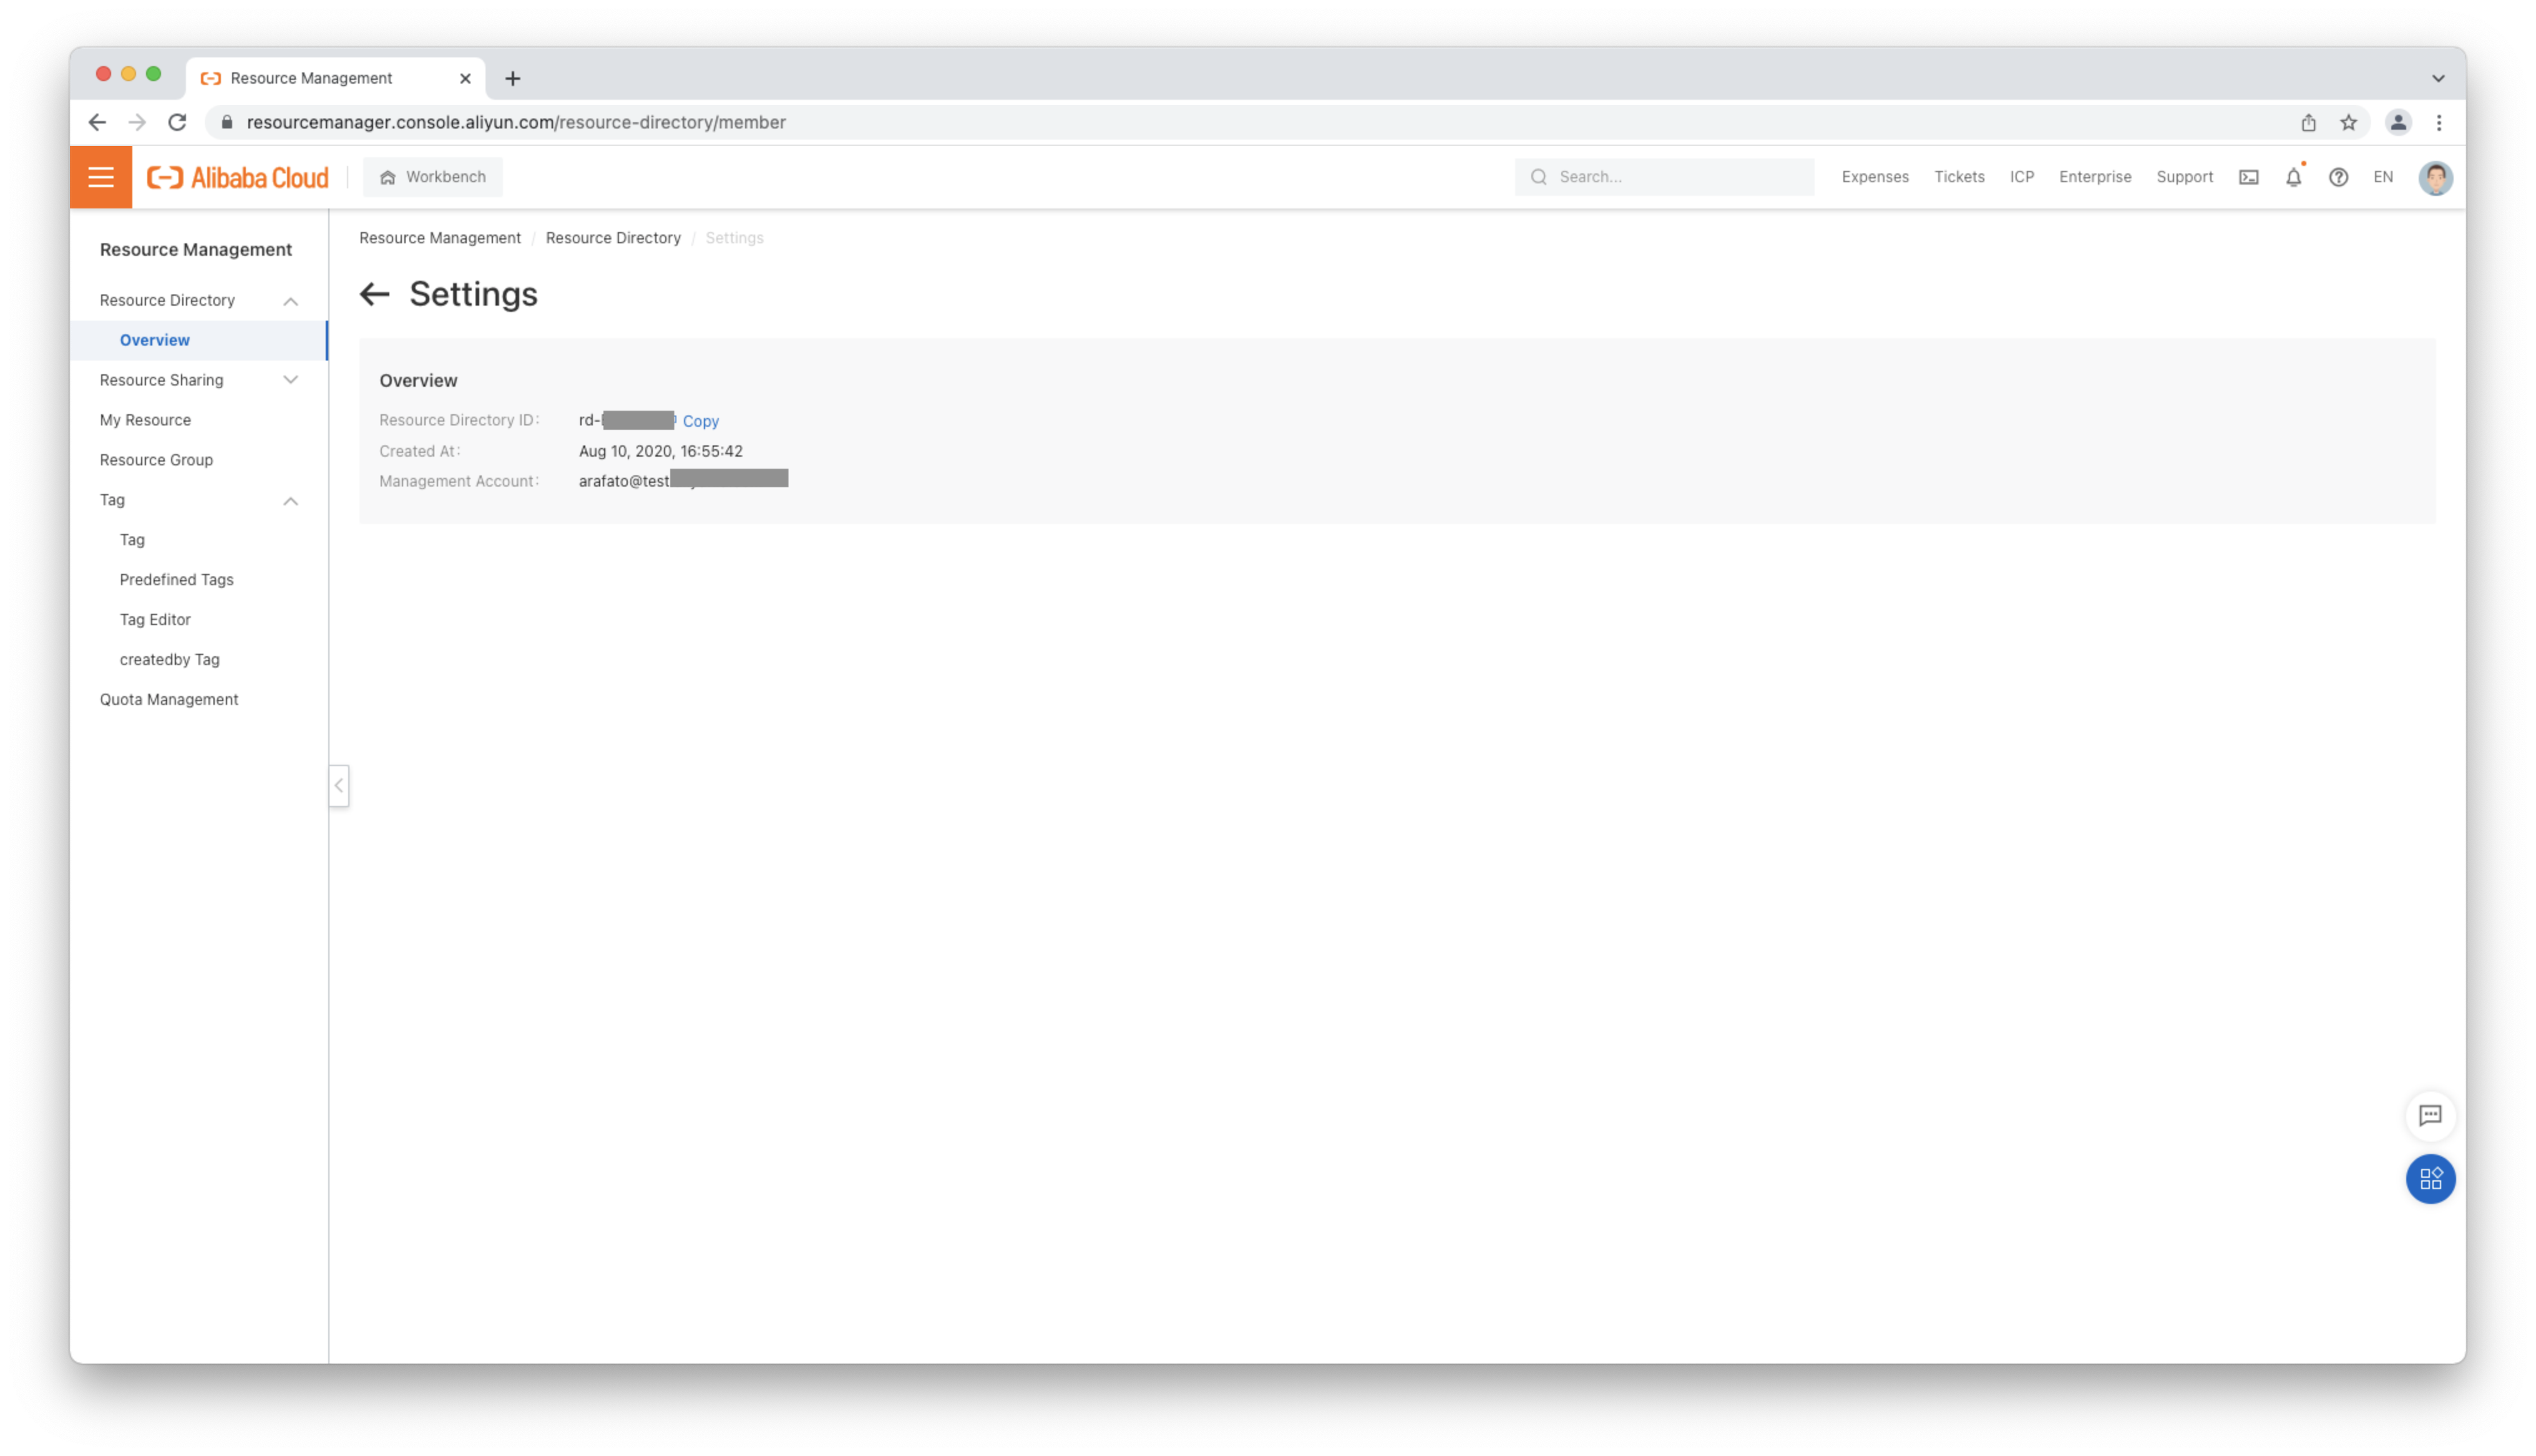 Resource Management
resourcemanager.console.aliyun.com/resource-directory/member
Alibaba Cloud
Workbench
Search...
Expenses
Tickets
ICP
Enterprise
Support
EN
Resource Management
Resource Directory
Overview
Resource Sharing
My Resource
Resource Group
Tag
Tag
Predefined Tags
Tag Editor
createdby Tag
Quota Management
Resource Management / Resource Directory / Settings
Settings
Overview
Resource Directory ID: rd- Copy
Created At: Aug 10, 2020, 16:55:42
Management Account: arafato@test